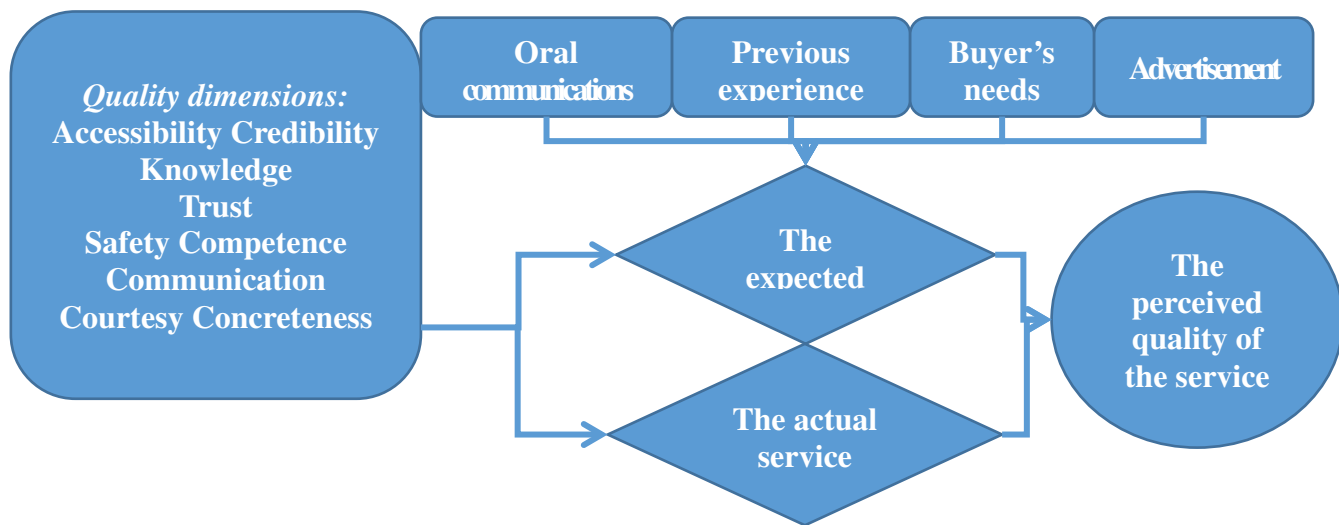 Quality dimensions:
Accessibility Credibility
Knowledge
Trust
Safety Competence
Communication
Courtesy Concreteness
Oral
communications
Previous
experience
Buyer's
needs
Advertisement
The
expected
The actual
service
The
perceived
quality of
the service